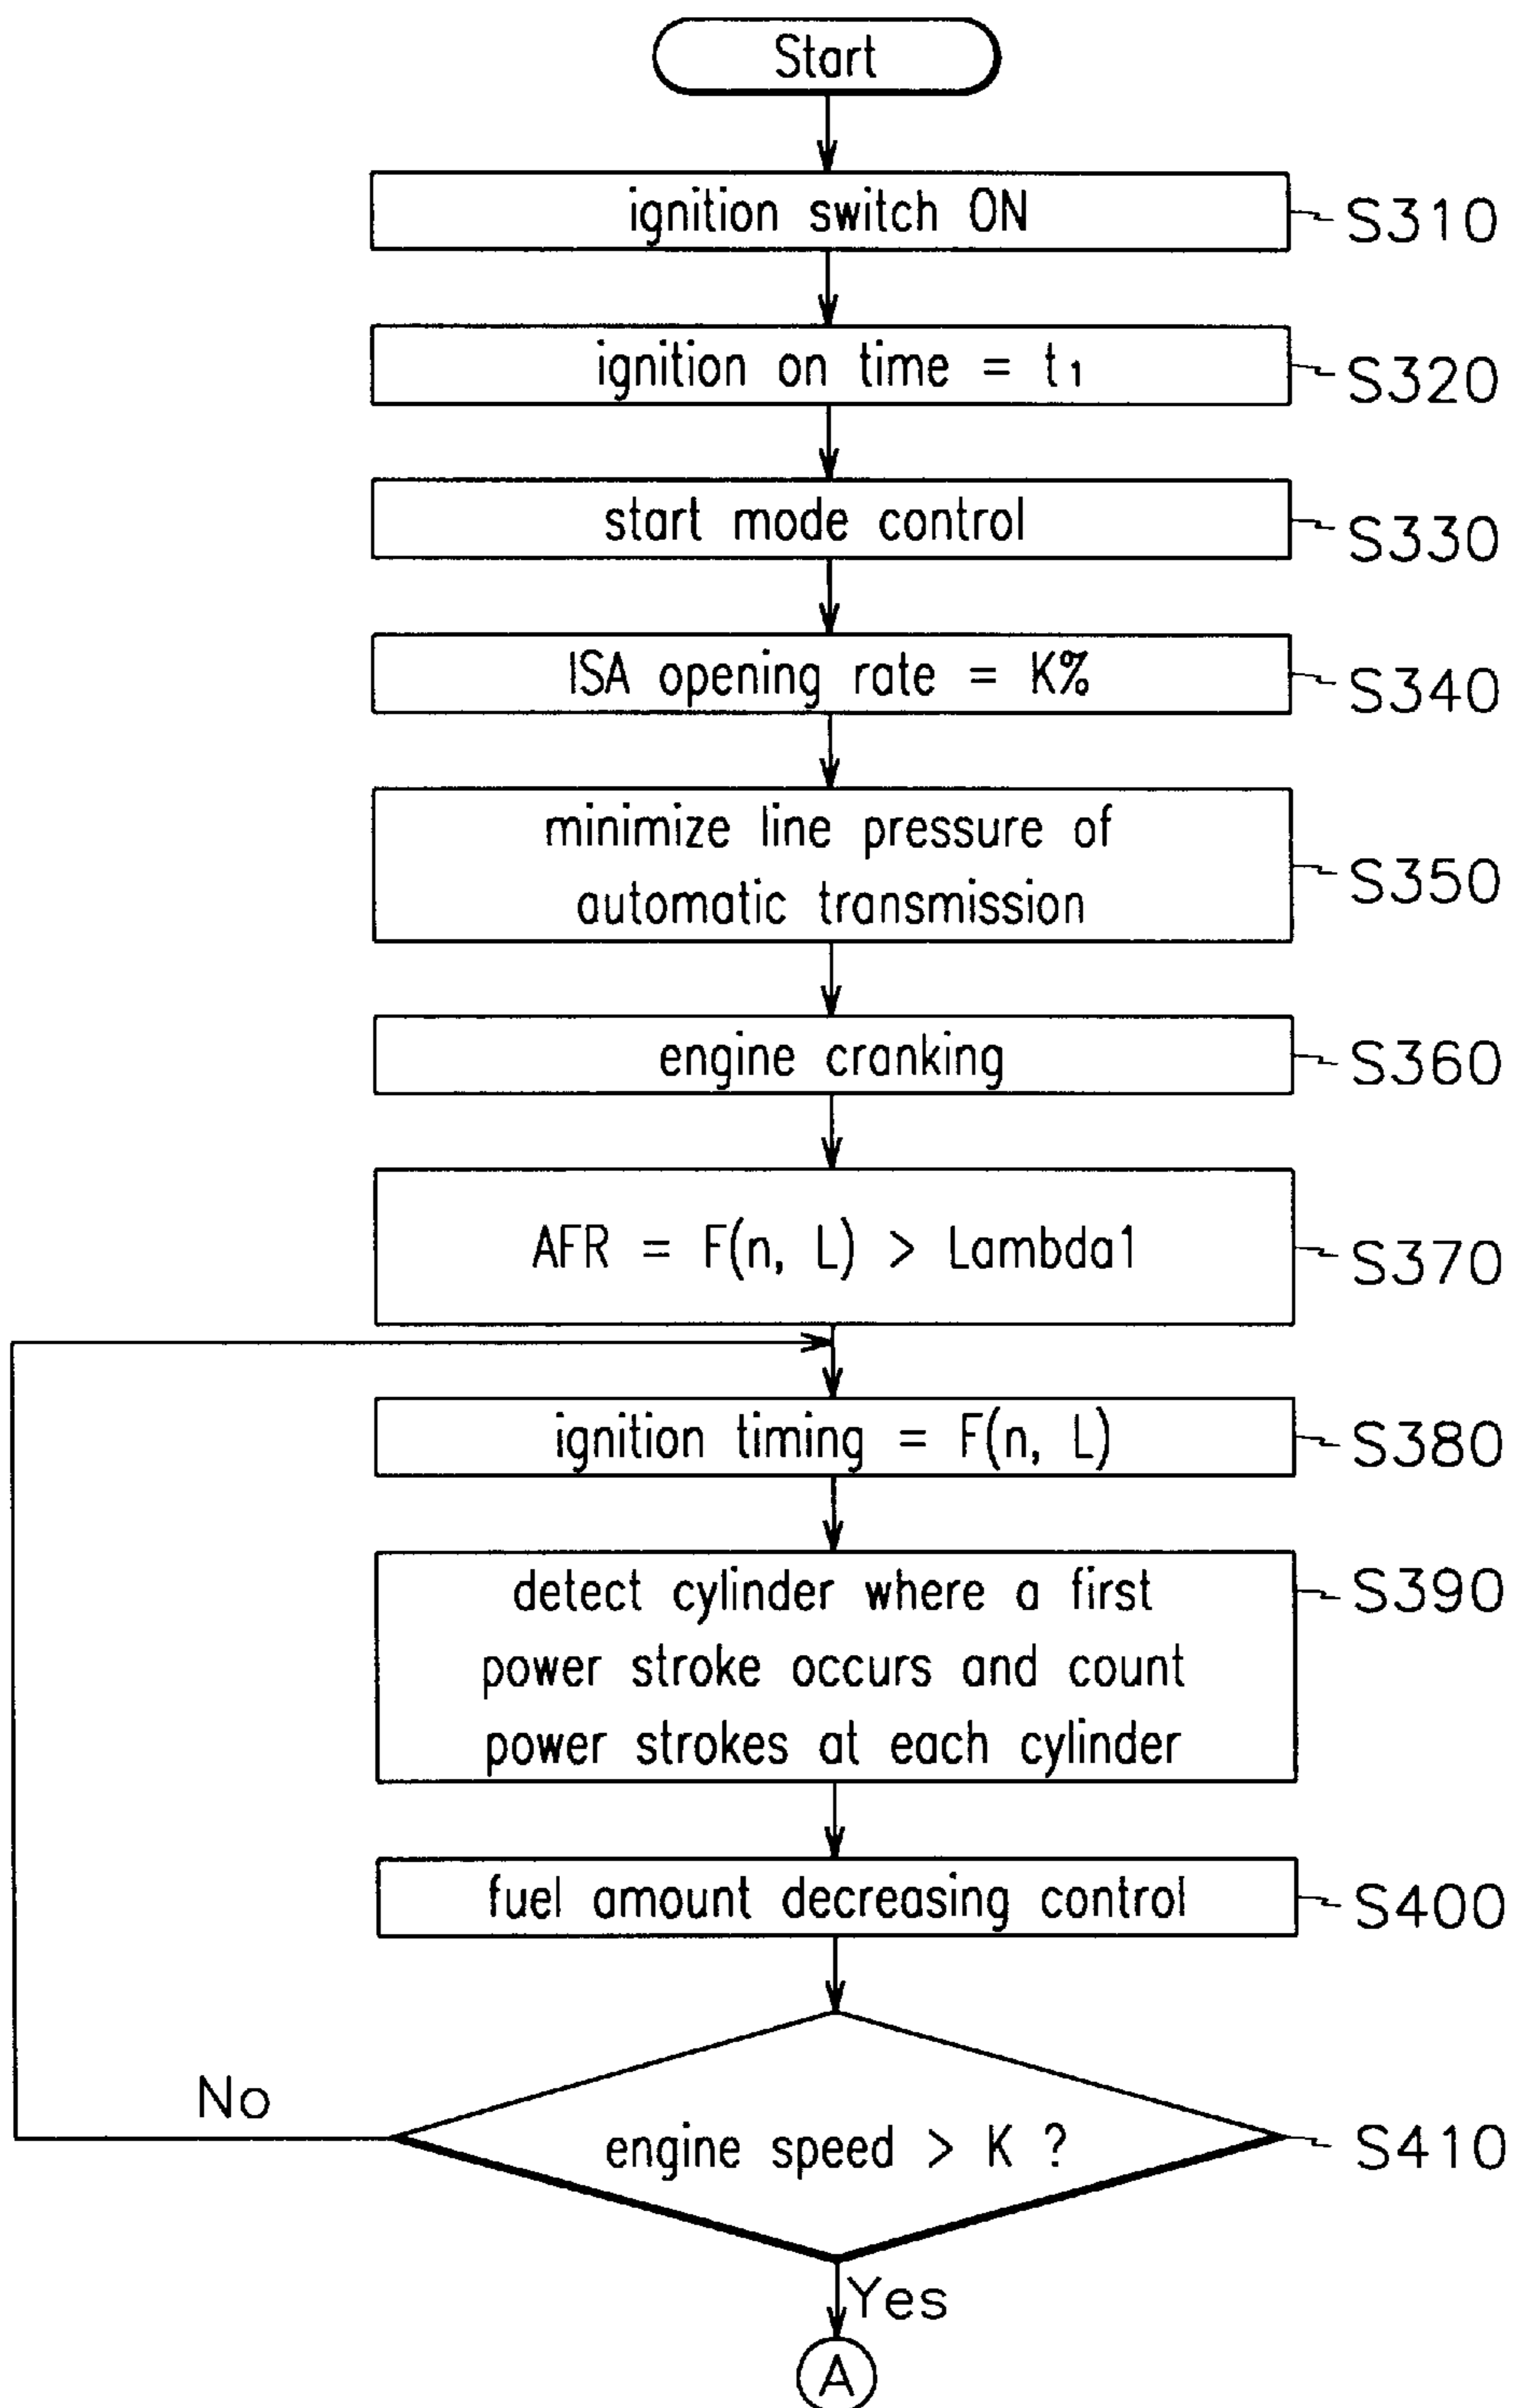 Start
ignition switch ON
S310
ignition on time = t1
S320
start mode control
S330
ISA opening rate = K%
S340
minimize line pressure of
automatic transmission
S350
engine cranking
S360
AFR = F(n, L) > Lambda1
S370
ignition timing = F(n, L)
S380
detect cylinder where a first
power stroke occurs and count
power strokes at each cylinder
S390
fuel amount decreasing control
S400
No
engine speed > K ?
S410
Yes
A